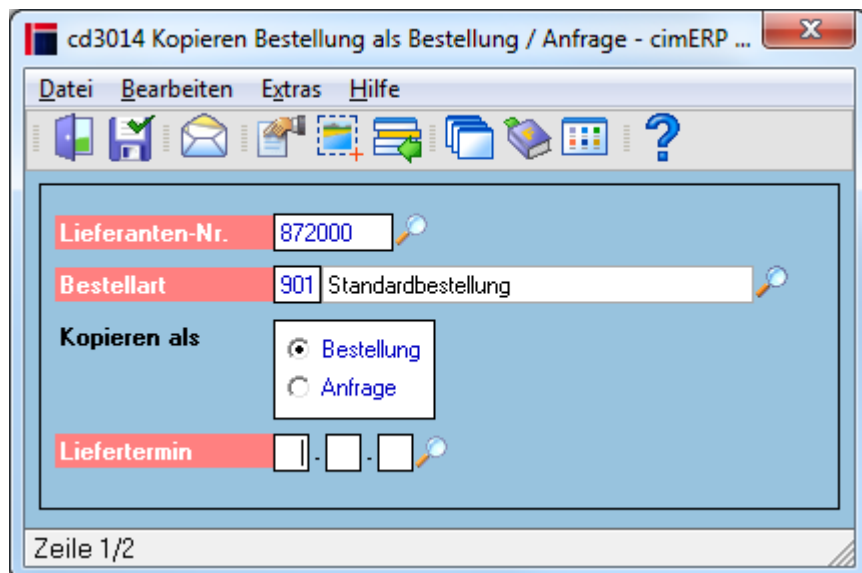 cd3014 Kopieren Bestellung als Bestellung / Anfrage - cimERP ...
Datei Bearbeiten Extras Hilfe
Lieferanten-Nr. 872000
Bestellart 901 Standardbestellung
Kopieren als
Bestellung
Anfrage
Liefertermin . .
Zeile 1/2